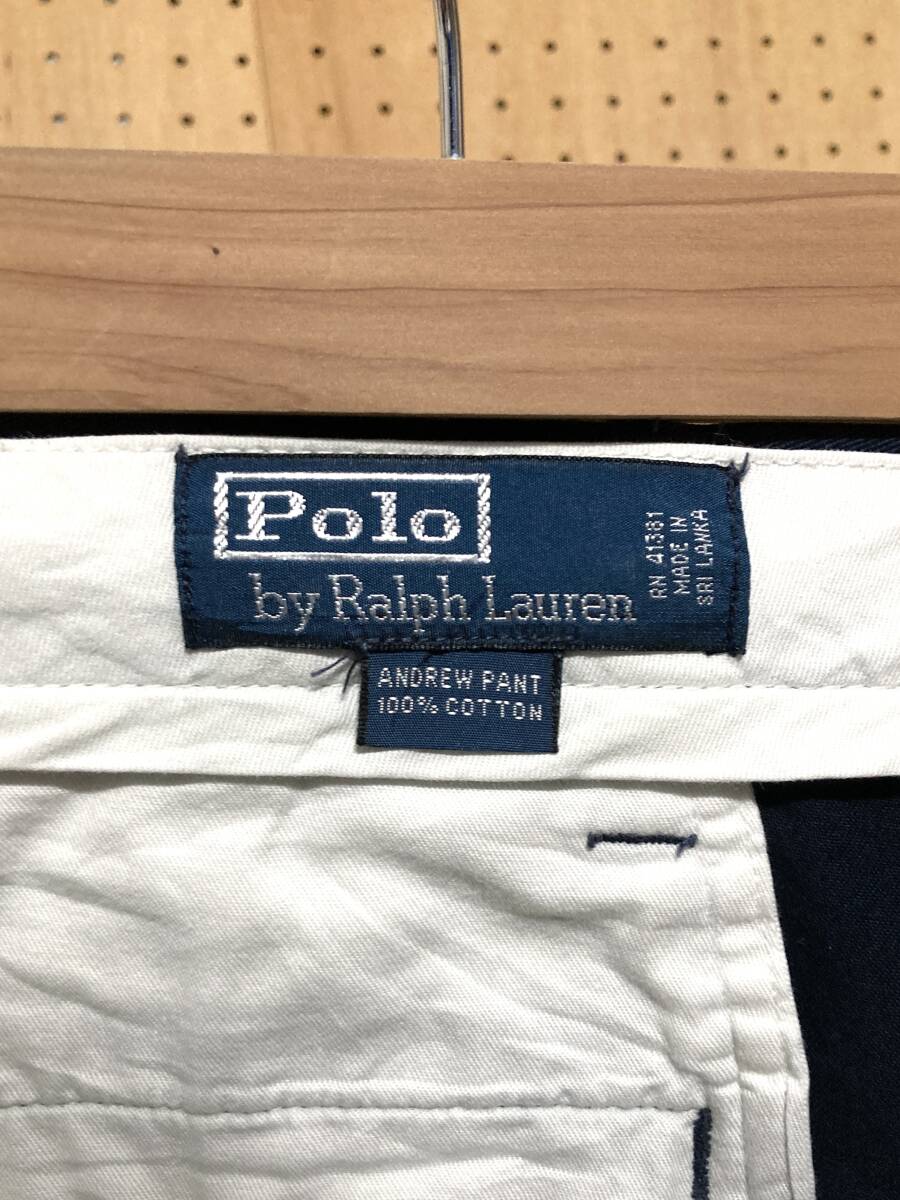 Polo
by Ralph Lauren
RN 41381
MADE IN
SRI LANKA
ANDREW PANT
100% COTTON